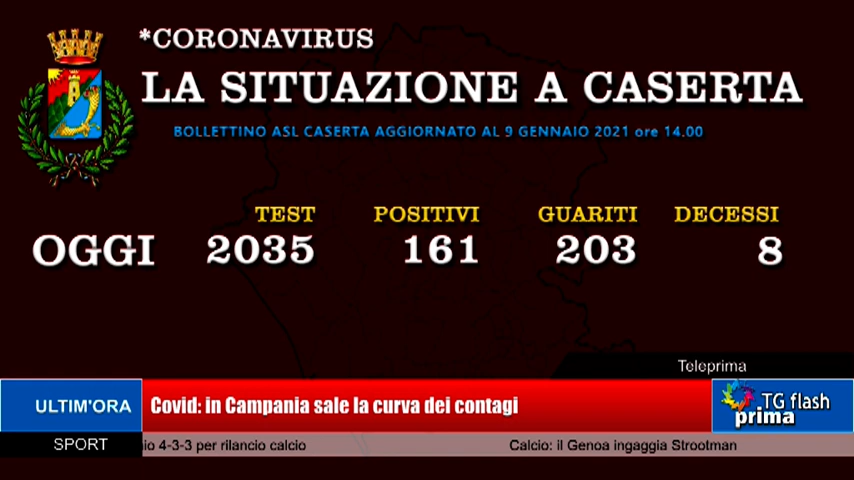 *CORONAVIRUS
LA SITUAZIONE A CASERTA
BOLLETTINO ASL CASERTA AGGIORNATO AL 9 GENNAIO 2021 ore 14.00
TEST POSITIVI GUARITI DECESSI
OGGI 2035 161 203 8
Teleprima
ULTIM'ORA Covid: in Campania sale la curva dei contagi
TG flash
prima
SPORT 4-3-3 per rilancio calcio Calcio: il Genoa ingaggia Strootman